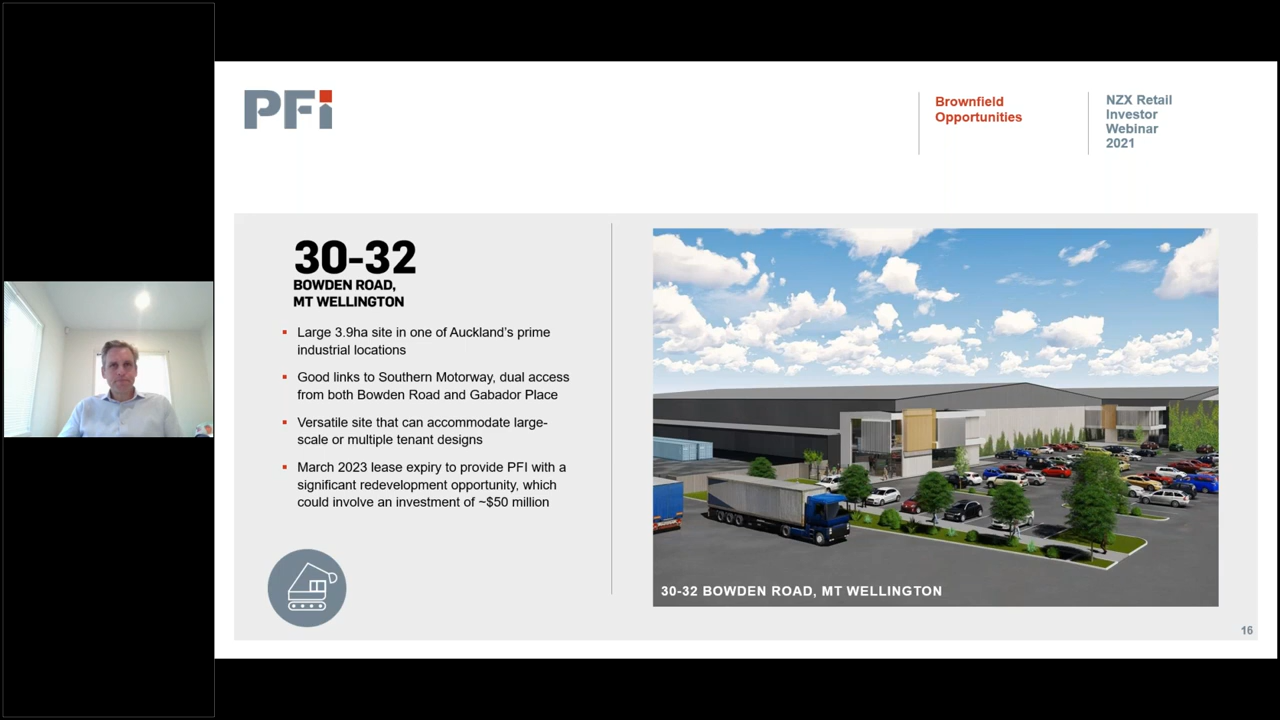 PFi
Brownfield
Opportunities
NZX Retail
Investor
Webinar
2021
30-32
BOWDEN ROAD,
MT WELLINGTON
Large 3.9ha site in one of Auckland's prime
industrial locations
Good links to Southern Motorway, dual access
from both Bowden Road and Gabador Place
Versatile site that can accommodate large-
scale or multiple tenant designs
March 2023 lease expiry to provide PFI with a
significant redevelopment opportunity, which
could involve an investment of ~$50 million
30-32 BOWDEN ROAD, MT WELLINGTON
16